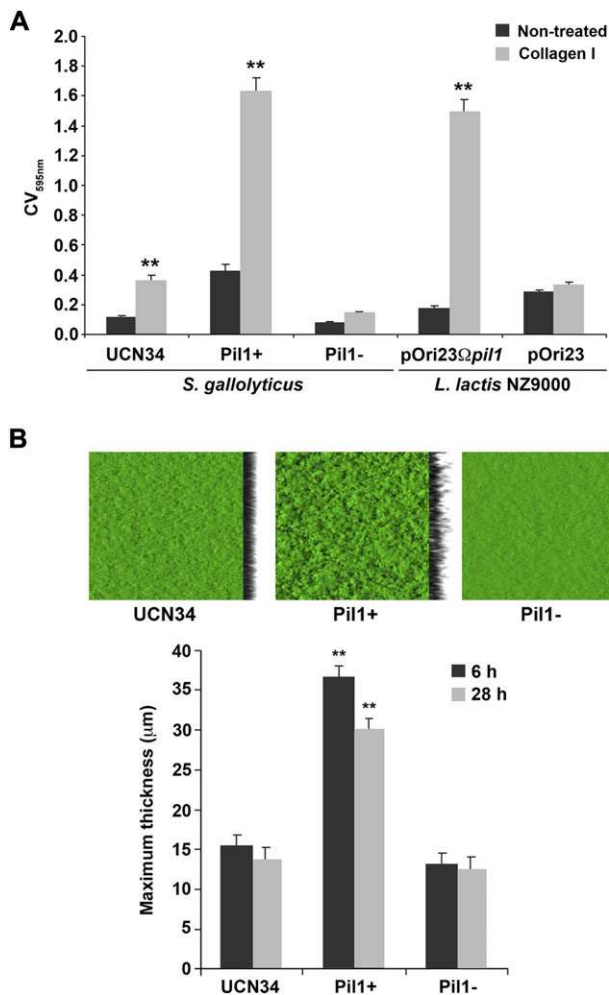 A
Non-treated
Collagen I
CV595nm
2.0
1.8
1.6
1.4
1.2
1.0
0.8
0.6
0.4
0.2
0.0
**
**
**
UCN34 Pil1+ Pil1- pOri23Ωpil1 pOri23
S. gallolyticus L. lactis NZ9000
B
UCN34 Pil1+ Pil1-
Maximum thickness (μm)
40
35
30
25
20
15
10
5
0
**
**
6 h
28 h
UCN34 Pil1+ Pil1-